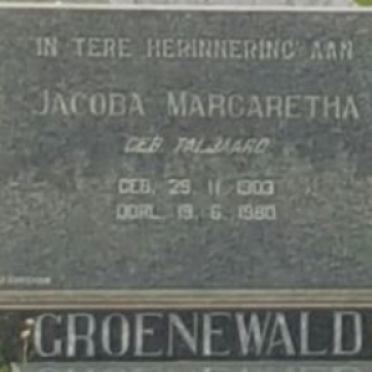 IN TERE HERINNERING AAN
JACOBA MARGARETHA
GEB. TALJAARD
GEB. 29. 11. 1903
OORL. 19. 6. 1980
GROENEWALD